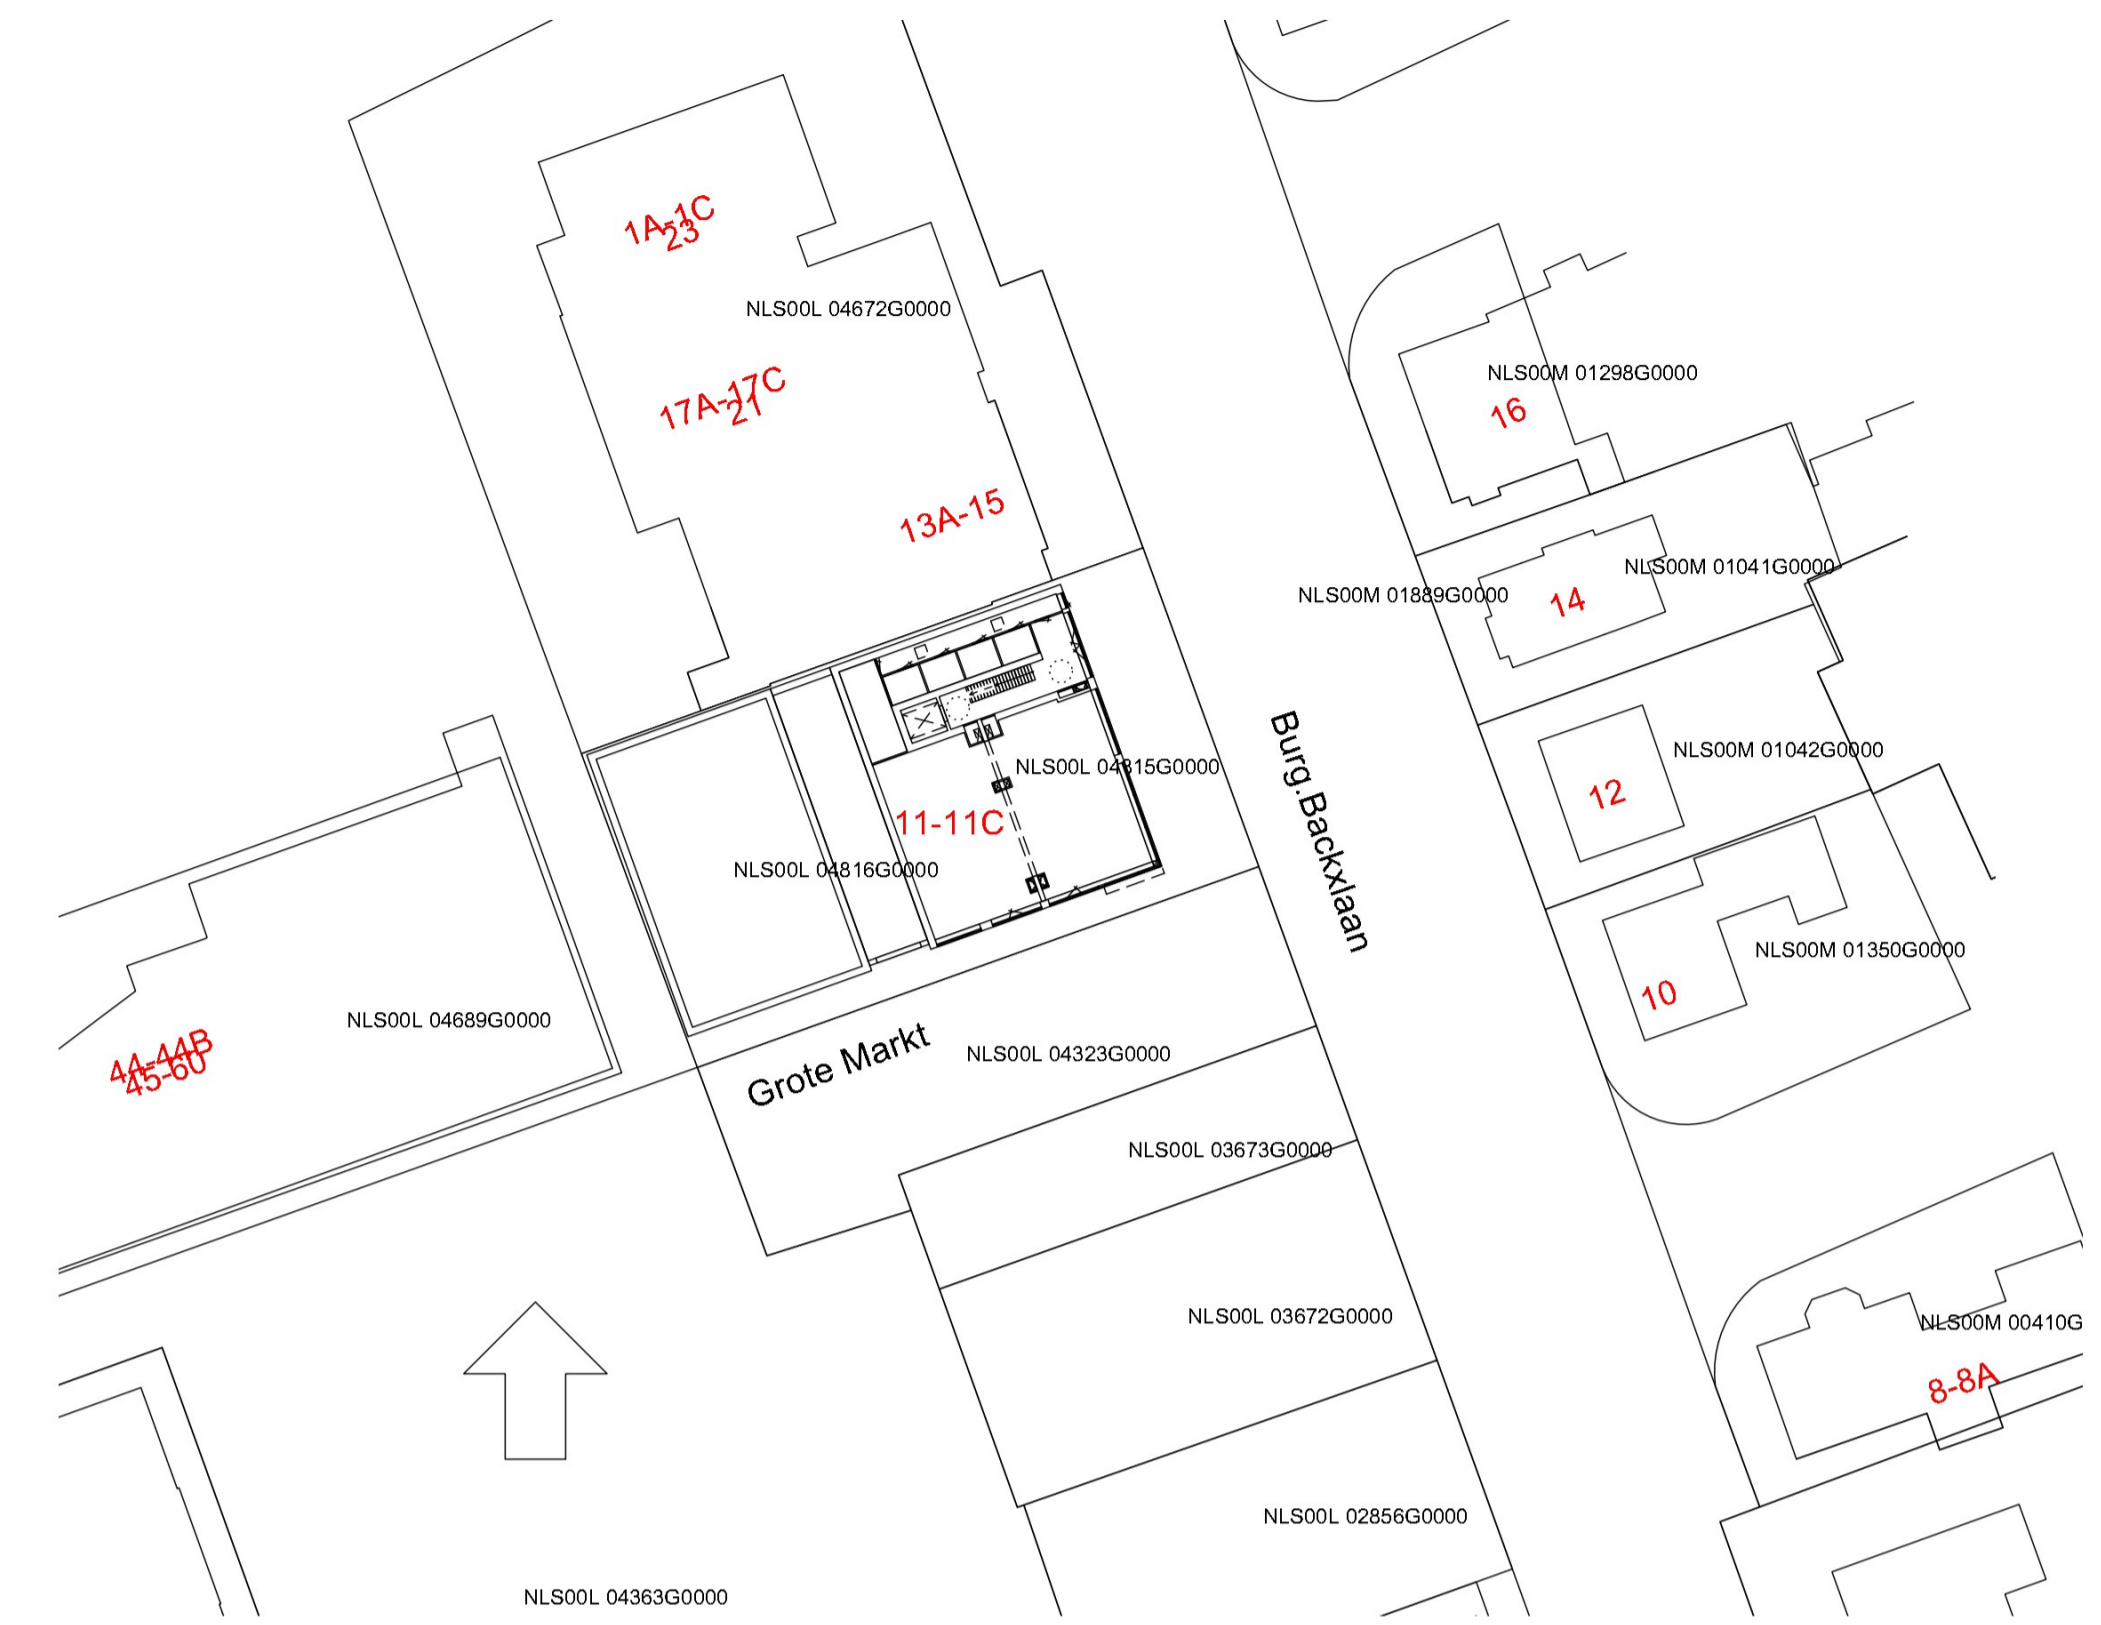 1A-1C
23
NLS00L 04672G0000
17A-17C
21
NLS00M 01298G0000
16
13A-15
NLS00M 01041G0000
NLS00M 01889G0000
14
NLS00M 01042G0000
12
NLS00L 04815G0000
11-11C
Burg.Backxlaan
NLS00L 04816G0000
NLS00M 01350G0000
10
NLS00L 04689G0000
44-44B
45-60
Grote Markt
NLS00L 04323G0000
NLS00L 03673G0000
NLS00L 03672G0000
NLS00M 00410G
8-8A
NLS00L 02856G0000
NLS00L 04363G0000